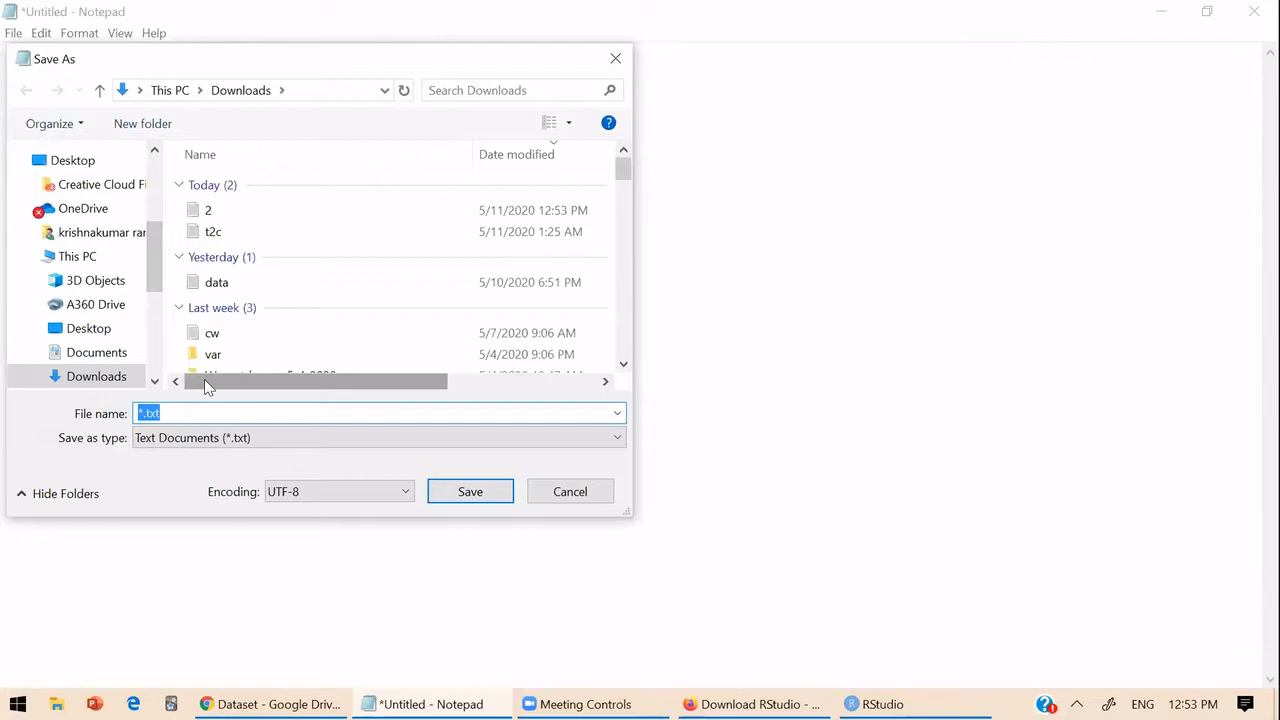 *Untitled - Notepad
File Edit Format View Help
Save As
This PC Downloads
Search Downloads
Organize New folder
Name Date modified
Desktop
Creative Cloud Fi
OneDrive
krishnakumar rar
This PC
3D Objects
A360 Drive
Desktop
Documents
Downloads
Today (2)
2 5/11/2020 12:53 PM
t2c 5/11/2020 1:25 AM
Yesterday (1)
data 5/10/2020 6:51 PM
Last week (3)
cw 5/7/2020 9:06 AM
var 5/4/2020 9:06 PM
File name: *.txt
Save as type: Text Documents (*.txt)
Hide Folders
Encoding: UTF-8
Save Cancel
Dataset - Google Driv...
*Untitled - Notepad
Meeting Controls
Download RStudio - ...
RStudio
ENG 12:53 PM